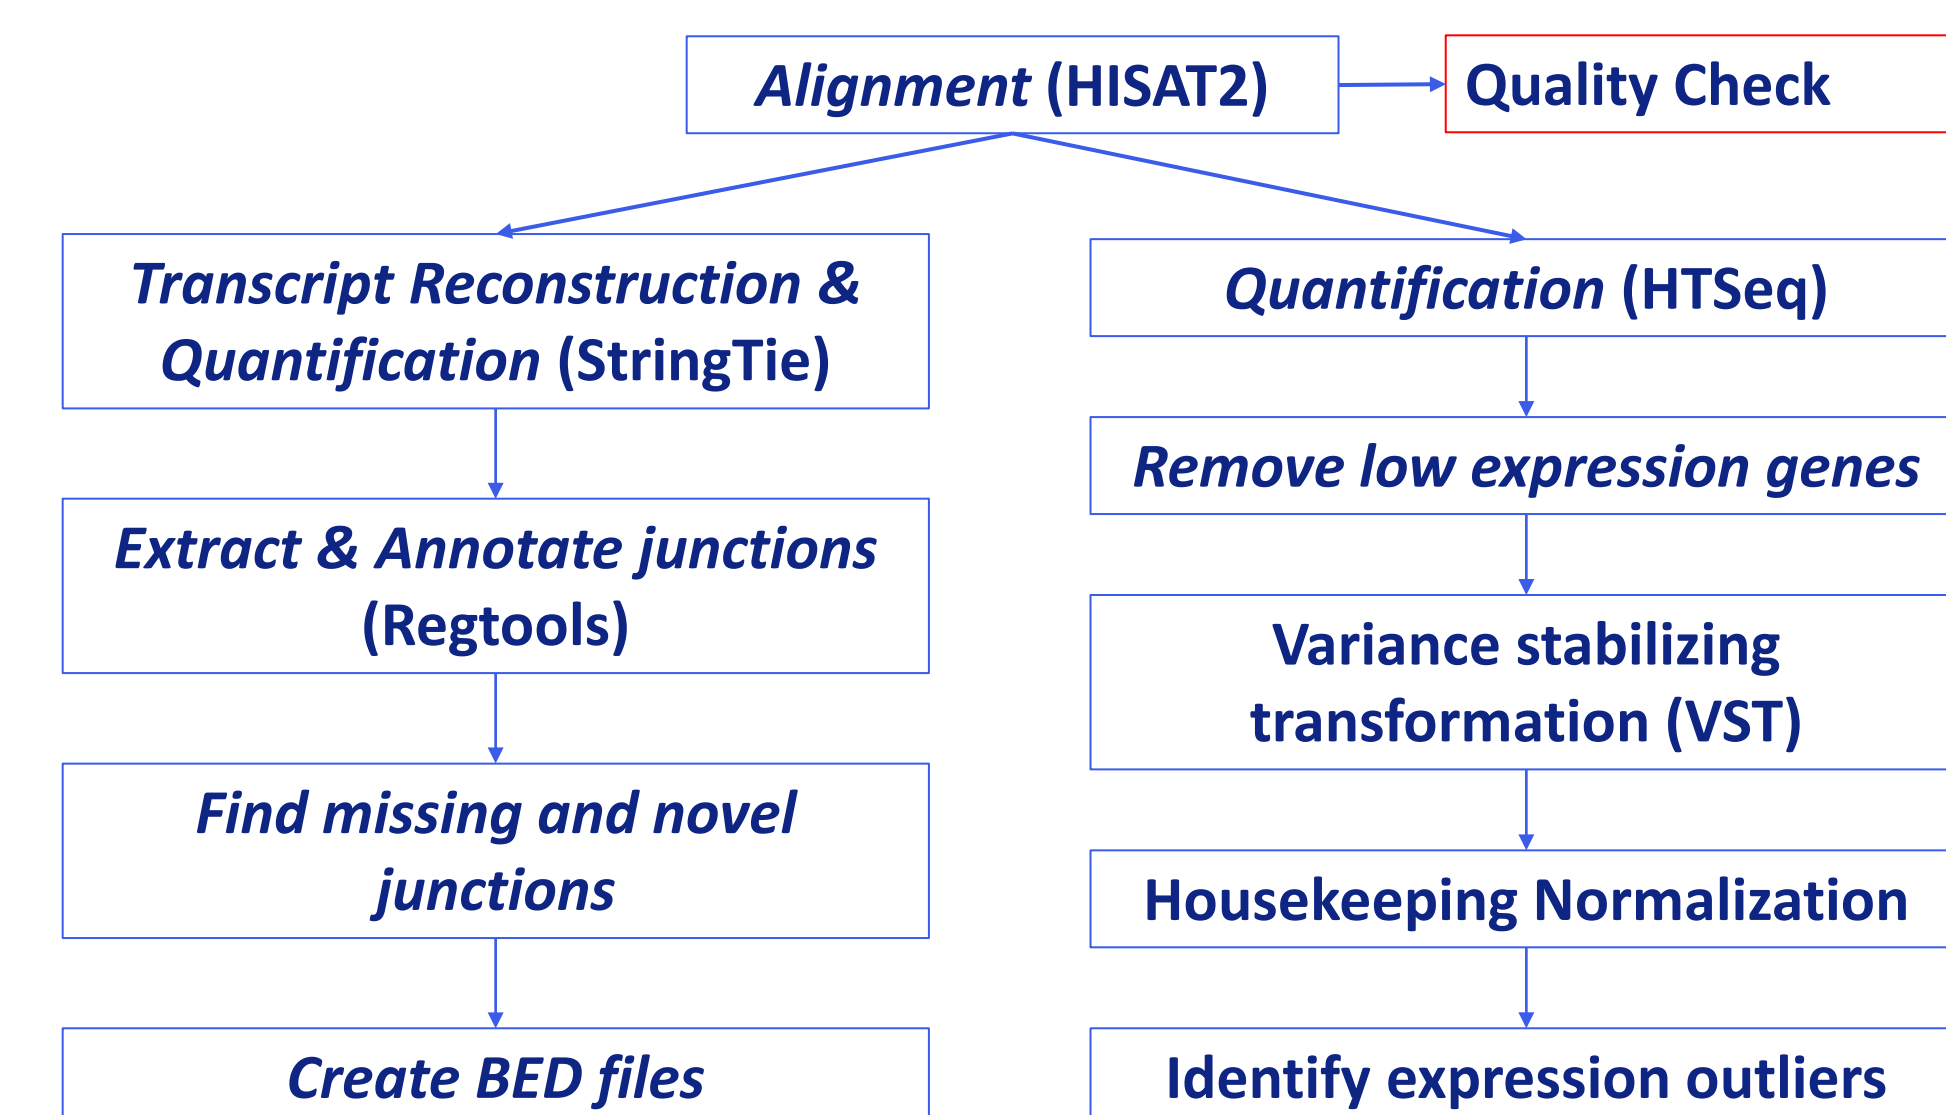 Alignment (HISAT2)
Quality Check
Transcript Reconstruction &
Quantification (StringTie)
Extract & Annotate junctions
(Regtools)
Find missing and novel
junctions
Create BED files
Quantification (HTSeq)
Remove low expression genes
Variance stabilizing
transformation (VST)
Housekeeping Normalization
Identify expression outliers